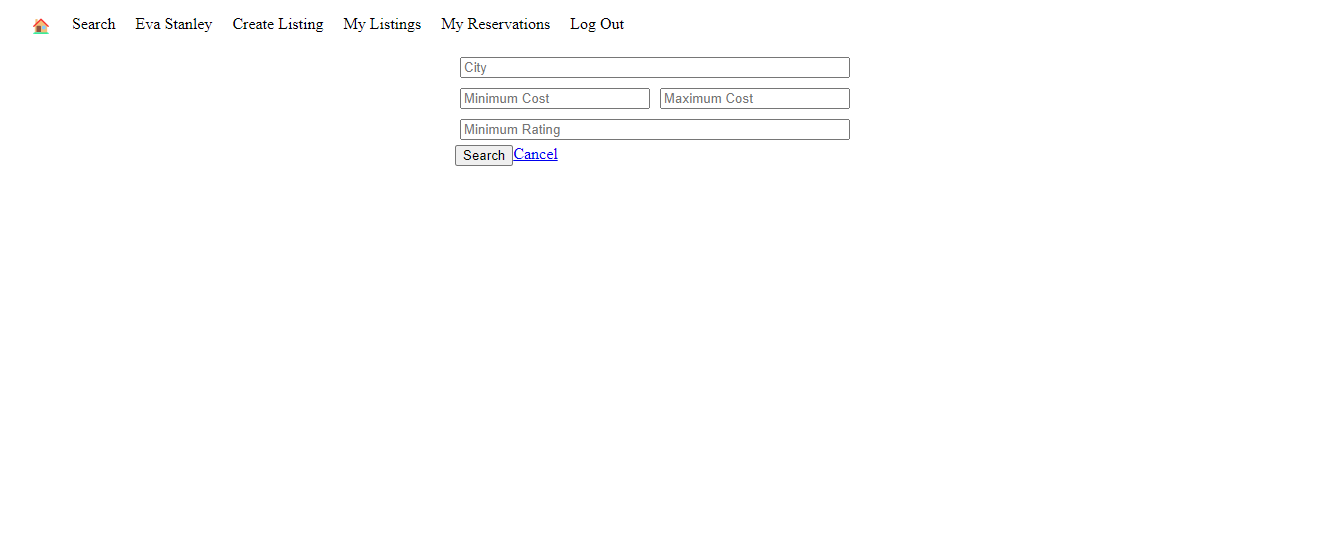 Search Eva Stanley Create Listing My Listings My Reservations Log Out
City
Minimum Cost Maximum Cost
Minimum Rating
Search Cancel